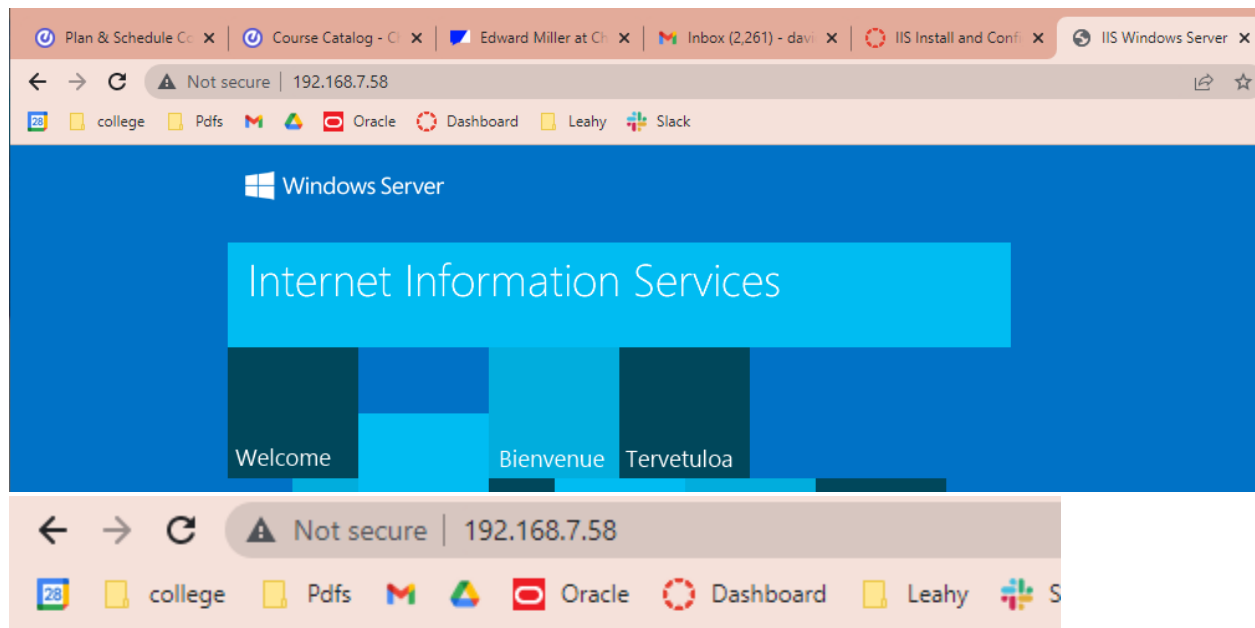 Plan & Schedule Co
Course Catalog - Cl
Edward Miller at Ch
Inbox (2,261) - davi
IIS Install and Confi
IIS Windows Server
Not secure | 192.168.7.58
28 college Pdfs Oracle Dashboard Leahy Slack
Windows Server
Internet Information Services
Welcome Bienvenue Tervetuloa
Not secure | 192.168.7.58
28 college Pdfs Oracle Dashboard Leahy S